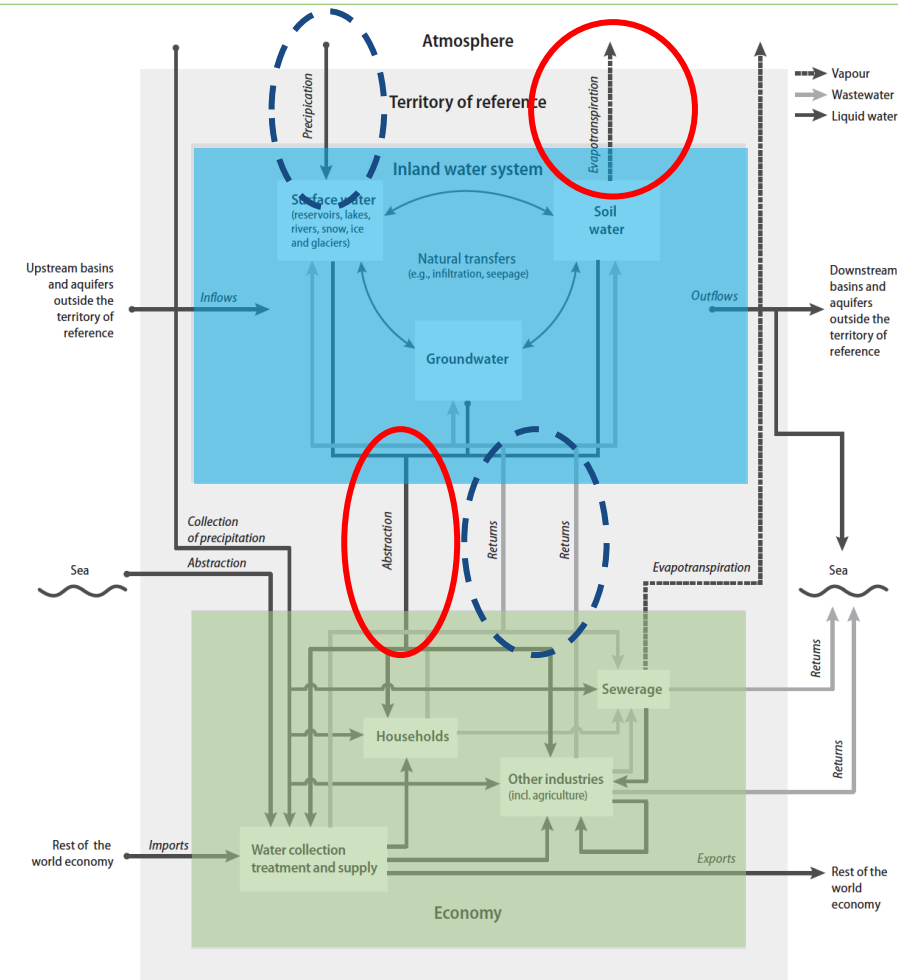 Atmosphere
Precipication
Territory of reference
Evapotranspiration
Vapour
Wastewater
Liquid water
Inland water system
Surface water
(reservoirs, lakes,
rivers, snow, ice
and glaciers)
Soil
water
Natural transfers
(e.g., infiltration, seepage)
Groundwater
Upstream basins
and aquifers
outside the
territory of
reference
Inflows
Outflows
Downstream
basins and
aquifers
outside the
territory of
reference
Collection
of precipitation
Abstraction
Sea
Abstraction
Returns
Returns
Evapotranspiration
Sea
Returns
Returns
Sewerage
Households
Other industries
(incl. agriculture)
Rest of the
world economy
Imports
Water collection
treatment and supply
Exports
Rest of the
world
economy
Economy